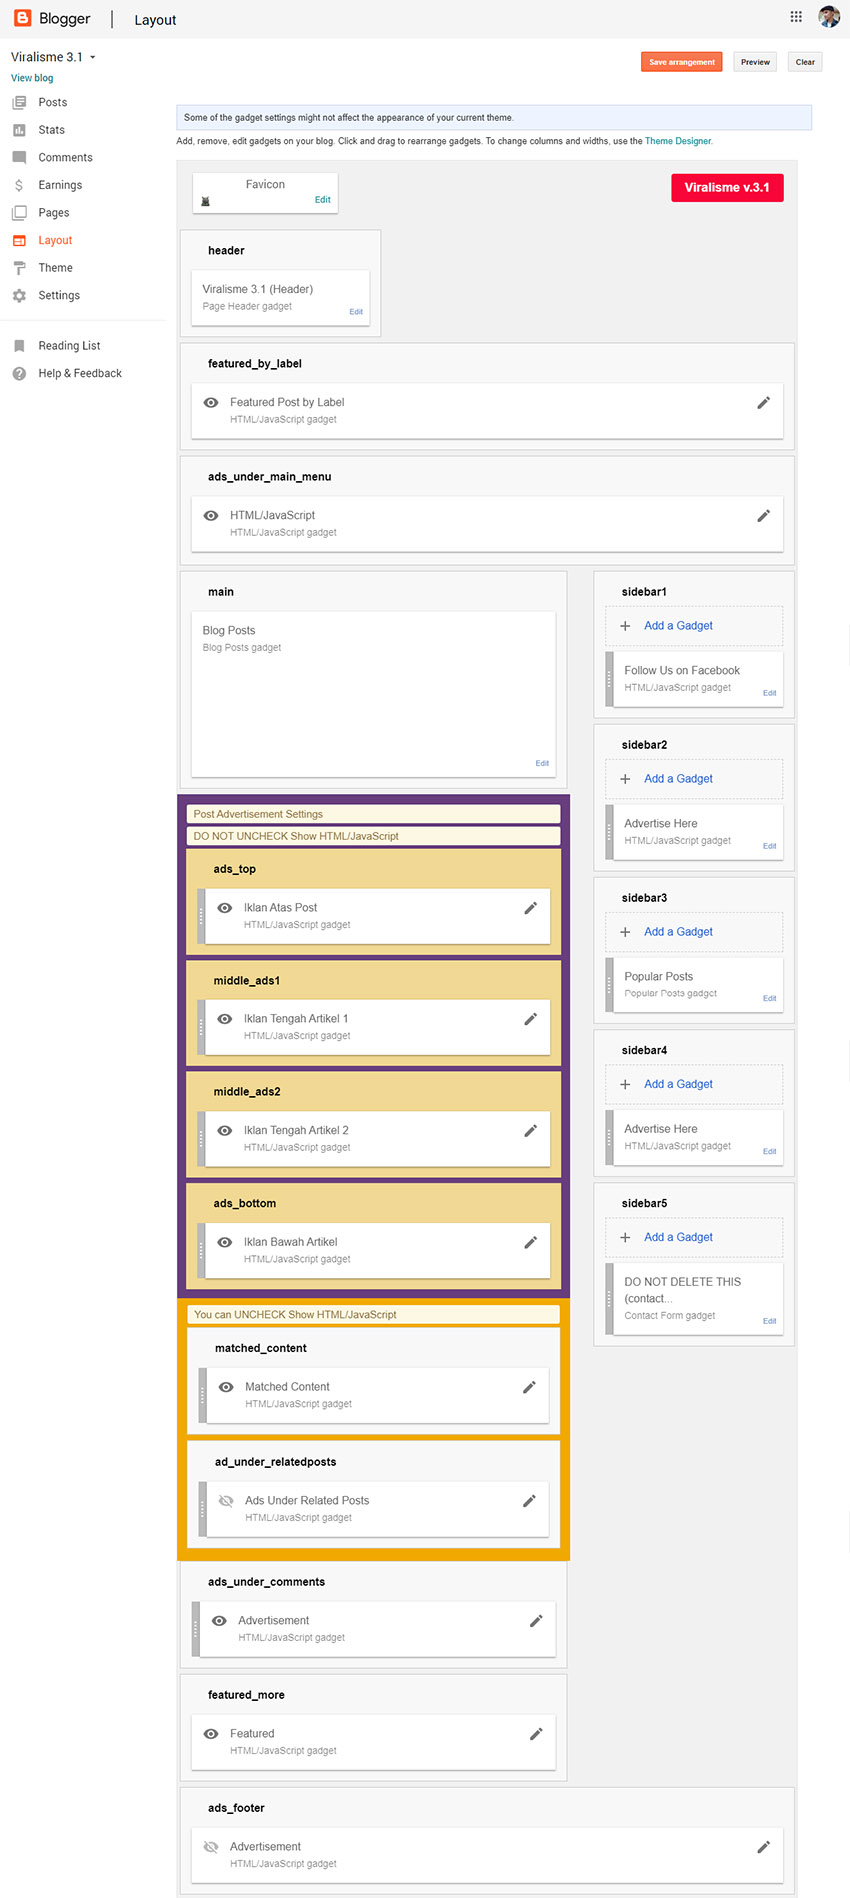 Blogger
Layout
Viralisme 3.1
View blog
Save arrangement
Preview
Clear
Posts
Stats
Comments
Earnings
Pages
Layout
Theme
Settings
Reading List
Help & Feedback
Some of the gadget settings might not affect the appearance of your current theme.
Add, remove, edit gadgets on your blog. Click and drag to rearrange gadgets. To change columns and widths, use the Theme Designer.
Favicon
Edit
Viralisme v.3.1
header
Viralisme 3.1 (Header)
Page Header gadget
Edit
featured_by_label
Featured Post by Label
HTML/JavaScript gadget
ads_under_main_menu
HTML/JavaScript
HTML/JavaScript gadget
main
Blog Posts
Blog Posts gadget
Edit
Post Advertisement Settings
DO NOT UNCHECK Show HTML/JavaScript
ads_top
Iklan Atas Post
HTML/JavaScript gadget
middle_ads1
Iklan Tengah Artikel 1
HTML/JavaScript gadget
middle_ads2
Iklan Tengah Artikel 2
HTML/JavaScript gadget
ads_bottom
Iklan Bawah Artikel
HTML/JavaScript gadget
You can UNCHECK Show HTML/JavaScript
matched_content
Matched Content
HTML/JavaScript gadget
ad_under_relatedposts
Ads Under Related Posts
HTML/JavaScript gadget
ads_under_comments
Advertisement
HTML/JavaScript gadget
featured_more
Featured
HTML/JavaScript gadget
sidebar1
Add a Gadget
Follow Us on Facebook
HTML/JavaScript gadget
Edit
sidebar2
Add a Gadget
Advertise Here
HTML/JavaScript gadget
Edit
sidebar3
Add a Gadget
Popular Posts
Popular Posts gadget
Edit
sidebar4
Add a Gadget
Advertise Here
HTML/JavaScript gadget
Edit
sidebar5
Add a Gadget
DO NOT DELETE THIS
(contact...
Contact Form gadget
Edit
ads_footer
Advertisement
HTML/JavaScript gadget